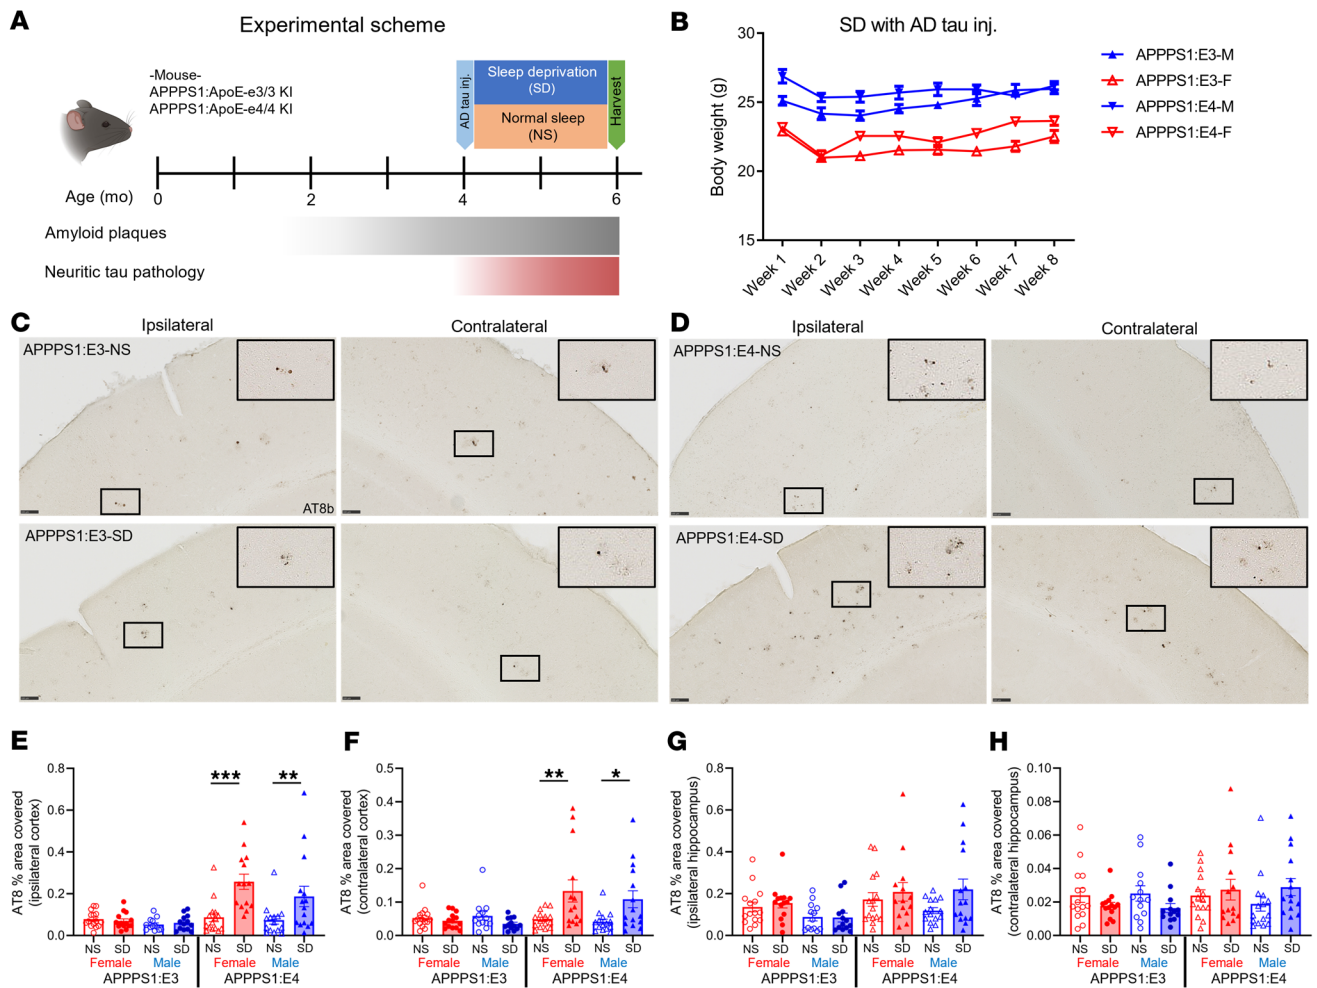 A
Experimental scheme
-Mouse-
APPPS1:ApoE-e3/3 KI
APPPS1:ApoE-e4/4 KI
AD tau inj.
Sleep deprivation
(SD)
Normal sleep
(NS)
Harvest
Age (mo)
0
2
4
6
Amyloid plaques
Neuritic tau pathology
B
SD with AD tau inj.
Body weight (g)
30
25
20
15
Week 1
Week 2
Week 3
Week 4
Week 5
Week 6
Week 7
Week 8
APPPS1:E3-M
APPPS1:E3-F
APPPS1:E4-M
APPPS1:E4-F
C
Ipsilateral
Contralateral
APPPS1:E3-NS
AT8b
APPPS1:E3-SD
D
Ipsilateral
Contralateral
APPPS1:E4-NS
APPPS1:E4-SD
E
AT8 % area covered
(ipsilateral cortex)
0.8
0.6
0.4
0.2
0.0
***
**
NS SD NS SD NS SD NS SD
Female Male Female Male
APPPS1:E3 APPPS1:E4
F
AT8 % area covered
(contralateral cortex)
0.5
0.4
0.3
0.2
0.1
0.0
**
*
NS SD NS SD NS SD NS SD
Female Male Female Male
APPPS1:E3 APPPS1:E4
G
AT8 % area covered
(ipsilateral hippocampus)
0.8
0.6
0.4
0.2
0.0
NS SD NS SD NS SD NS SD
Female Male Female Male
APPPS1:E3 APPPS1:E4
H
AT8 % area covered
(contralateral hippocampus)
0.10
0.08
0.06
0.04
0.02
0.00
NS SD NS SD NS SD NS SD
Female Male Female Male
APPPS1:E3 APPPS1:E4